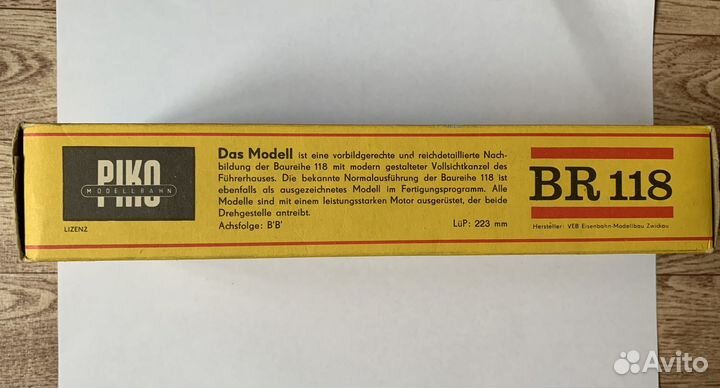 PIKO
MODELLBAHN
LIZENZ
Das Modell ist eine vorbildgerechte und reichdetaillierte Nach-
bildung der Baureihe 118 mit modern gestalteter Vollsichtkanzel des
Führerhauses. Die bekannte Normalausführung der Baureihe 118 ist
ebenfalls als ausgezeichnetes Modell im Fertigungsprogramm. Alle
Modelle sind mit einem leistungsstarken Motor ausgerüstet, der beide
Drehgestelle antreibt.
Achsfolge: B'B' LüP: 223 mm
BR 118
Hersteller: VEB Eisenbahn-Modellbau Zwickau
Avito